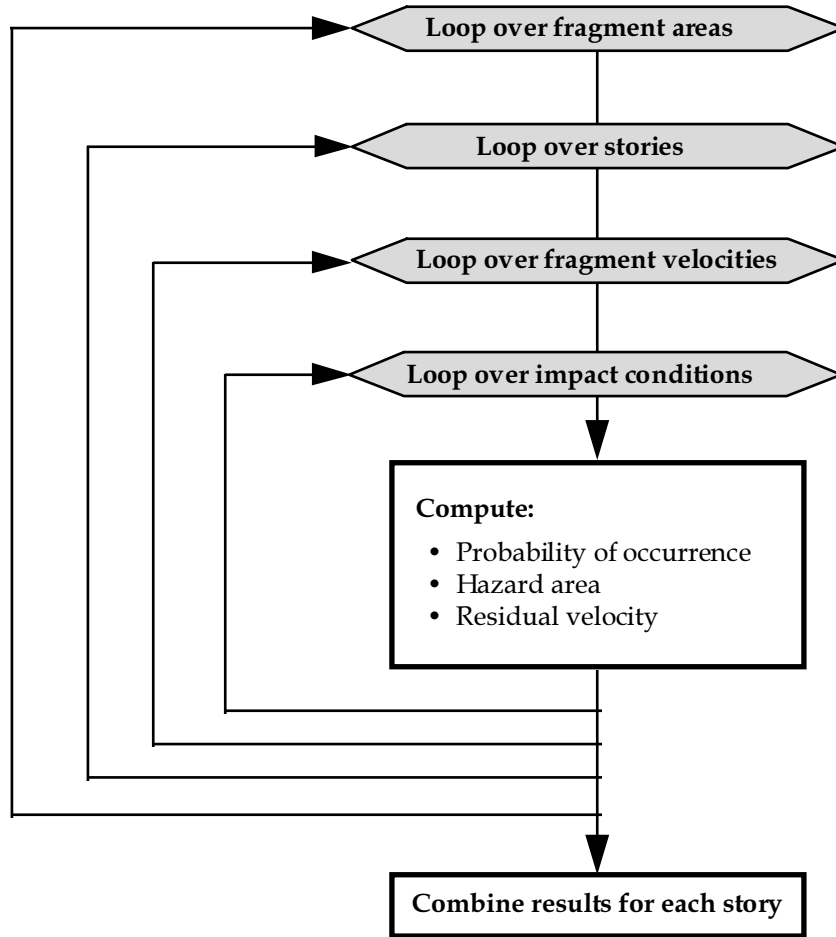 Loop over fragment areas
Loop over stories
Loop over fragment velocities
Loop over impact conditions
Compute:
• Probability of occurrence
• Hazard area
• Residual velocity
Combine results for each story